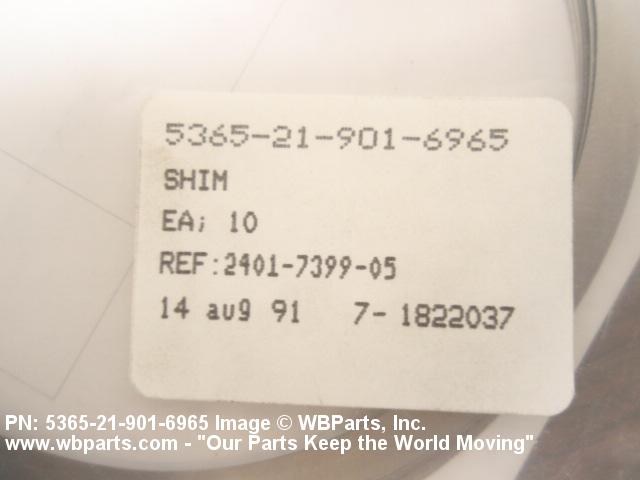 5365-21-901-6965
SHIM
EA; 10
REF:2401-7399-05
14 aug 91 7- 1822037
PN: 5365-21-901-6965 Image © WBParts, Inc.
www.wbparts.com - "Our Parts Keep the World Moving"